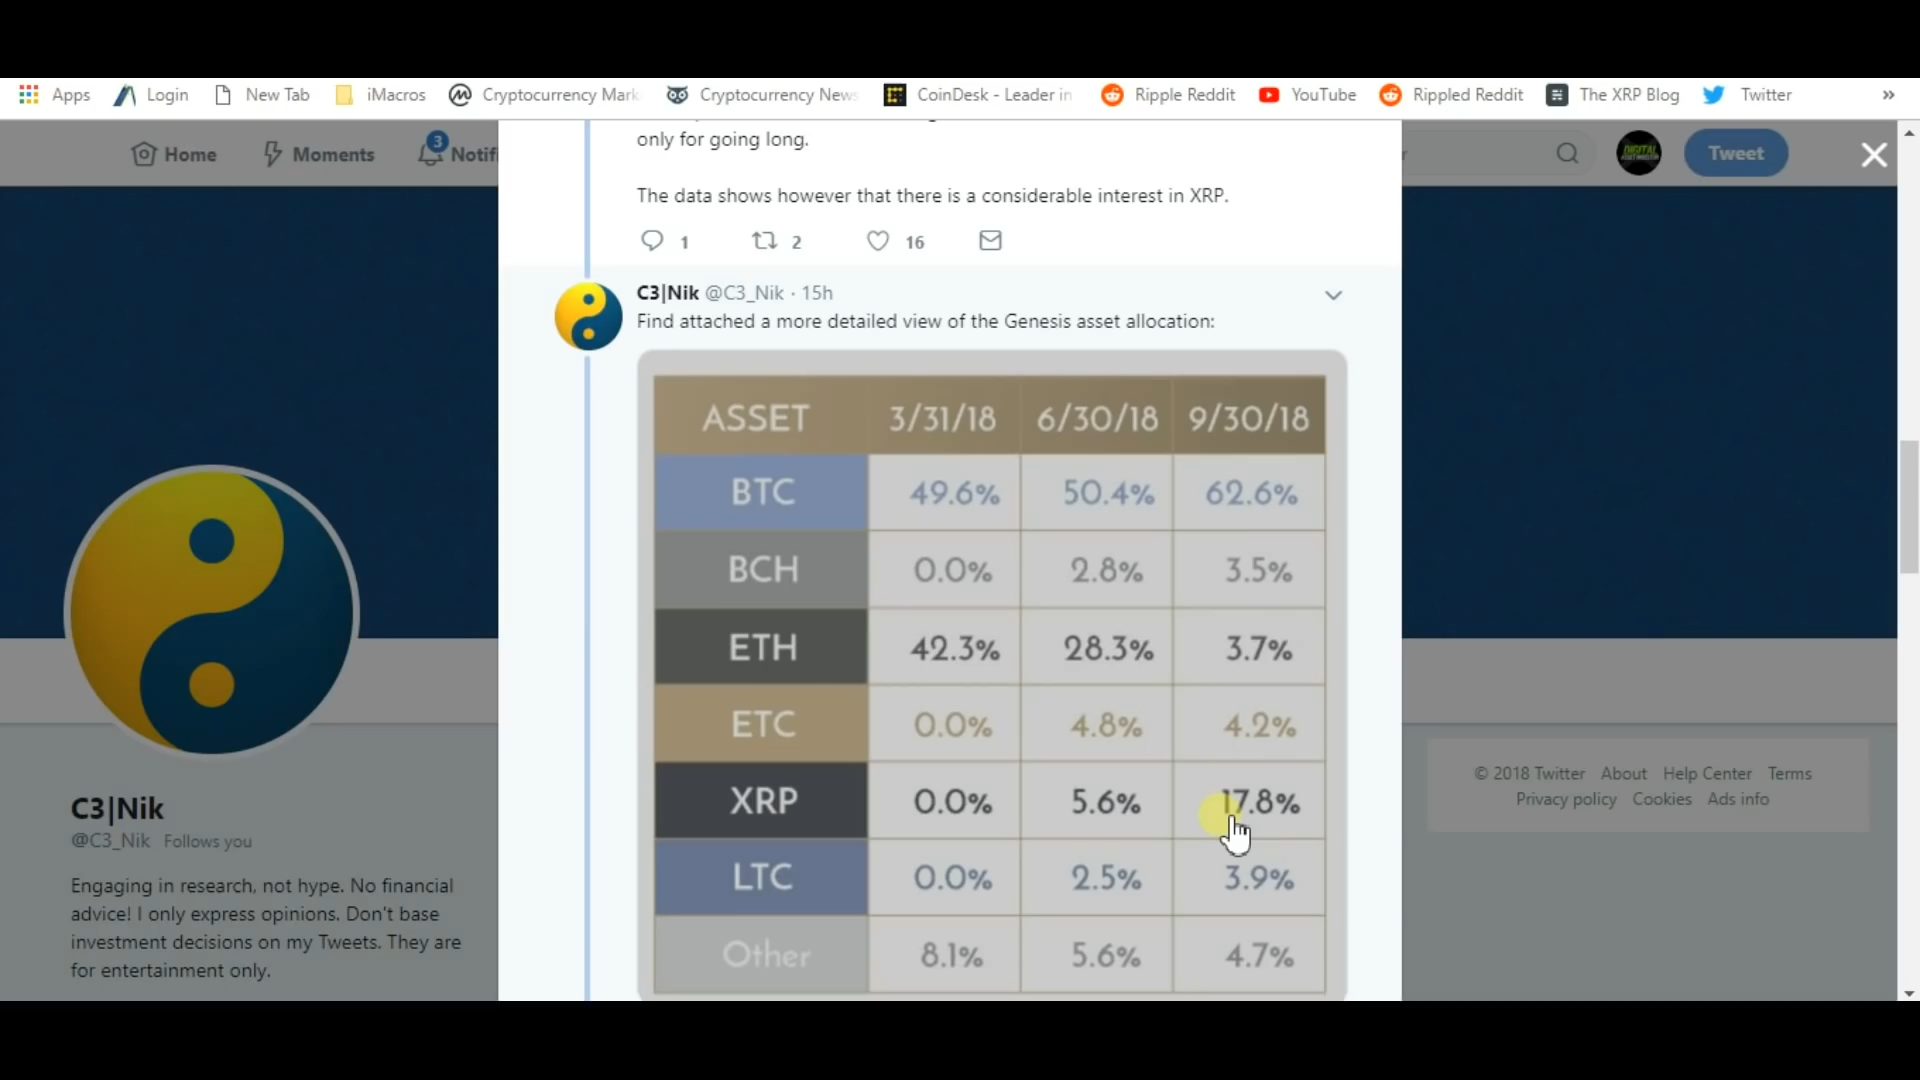 Apps Login New Tab iMacros Cryptocurrency Mark Cryptocurrency News CoinDesk - Leader in Ripple Reddit YouTube Rippled Reddit The XRP Blog Twitter »
Home Moments 3 Notifi Tweet
only for going long.
The data shows however that there is a considerable interest in XRP.
1 2 16
C3|Nik @C3_Nik · 15h
Find attached a more detailed view of the Genesis asset allocation:
ASSET 3/31/18 6/30/18 9/30/18
BTC 49.6% 50.4% 62.6%
BCH 0.0% 2.8% 3.5%
ETH 42.3% 28.3% 3.7%
ETC 0.0% 4.8% 4.2%
XRP 0.0% 5.6% 17.8%
LTC 0.0% 2.5% 3.9%
Other 8.1% 5.6% 4.7%
C3|Nik
@C3_Nik Follows you
Engaging in research, not hype. No financial
advice! I only express opinions. Don't base
investment decisions on my Tweets. They are
for entertainment only.
© 2018 Twitter About Help Center Terms
Privacy policy Cookies Ads info